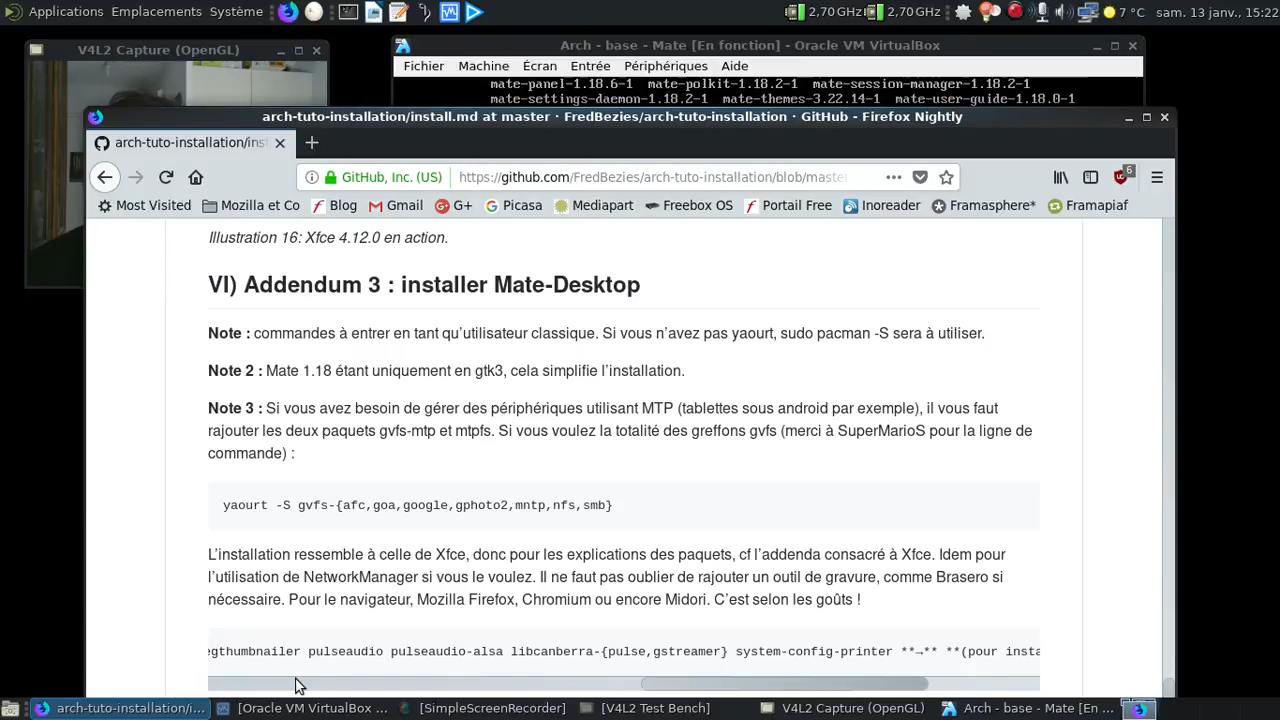 Applications Emplacements Système 2,70 GHz 2,70 GHz 7 °C sam. 13 janv., 15:22
V4L2 Capture (OpenGL)
Arch - base - Mate [En fonction] - Oracle VM VirtualBox
Fichier Machine Écran Entrée Périphériques Aide
mate-panel-1.18.6-1 mate-polkit-1.18.2-1 mate-session-manager-1.18.2-1
mate-settings-daemon-1.18.2-1 mate-themes-3.22.14-1 mate-user-guide-1.18.0-1
arch-tuto-installation/install.md at master · FredBezies/arch-tuto-installation · GitHub - Firefox Nightly
arch-tuto-installation/inst
GitHub, Inc. (US) https://github.com/FredBezies/arch-tuto-installation/blob/master 6
Most Visited Mozilla et Co Blog Gmail G+ Picasa Mediapart Freebox OS Portail Free Inoreader Framasphere* Framapiaf
Illustration 16: Xfce 4.12.0 en action.
VI) Addendum 3 : installer Mate-Desktop
Note : commandes à entrer en tant qu’utilisateur classique. Si vous n’avez pas yaourt, sudo pacman -S sera à utiliser.
Note 2 : Mate 1.18 étant uniquement en gtk3, cela simplifie l’installation.
Note 3 : Si vous avez besoin de gérer des périphériques utilisant MTP (tablettes sous android par exemple), il vous faut
rajouter les deux paquets gvfs-mtp et mtpfs. Si vous voulez la totalité des greffons gvfs (merci à SuperMarioS pour la ligne de
commande) :
yaourt -S gvfs-{afc,goa,google,gphoto2,mntp,nfs,smb}
L’installation ressemble à celle de Xfce, donc pour les explications des paquets, cf l’addenda consacré à Xfce. Idem pour
l’utilisation de NetworkManager si vous le voulez. Il ne faut pas oublier de rajouter un outil de gravure, comme Brasero si
nécessaire. Pour le navigateur, Mozilla Firefox, Chromium ou encore Midori. C’est selon les goûts !
egthumbnailer pulseaudio pulseaudio-alsa libcanberra-{pulse,gstreamer} system-config-printer **→** **(pour insta
arch-tuto-installation/i... [Oracle VM VirtualBox ... [SimpleScreenRecorder] [V4L2 Test Bench] V4L2 Capture (OpenGL) Arch - base - Mate [En ...